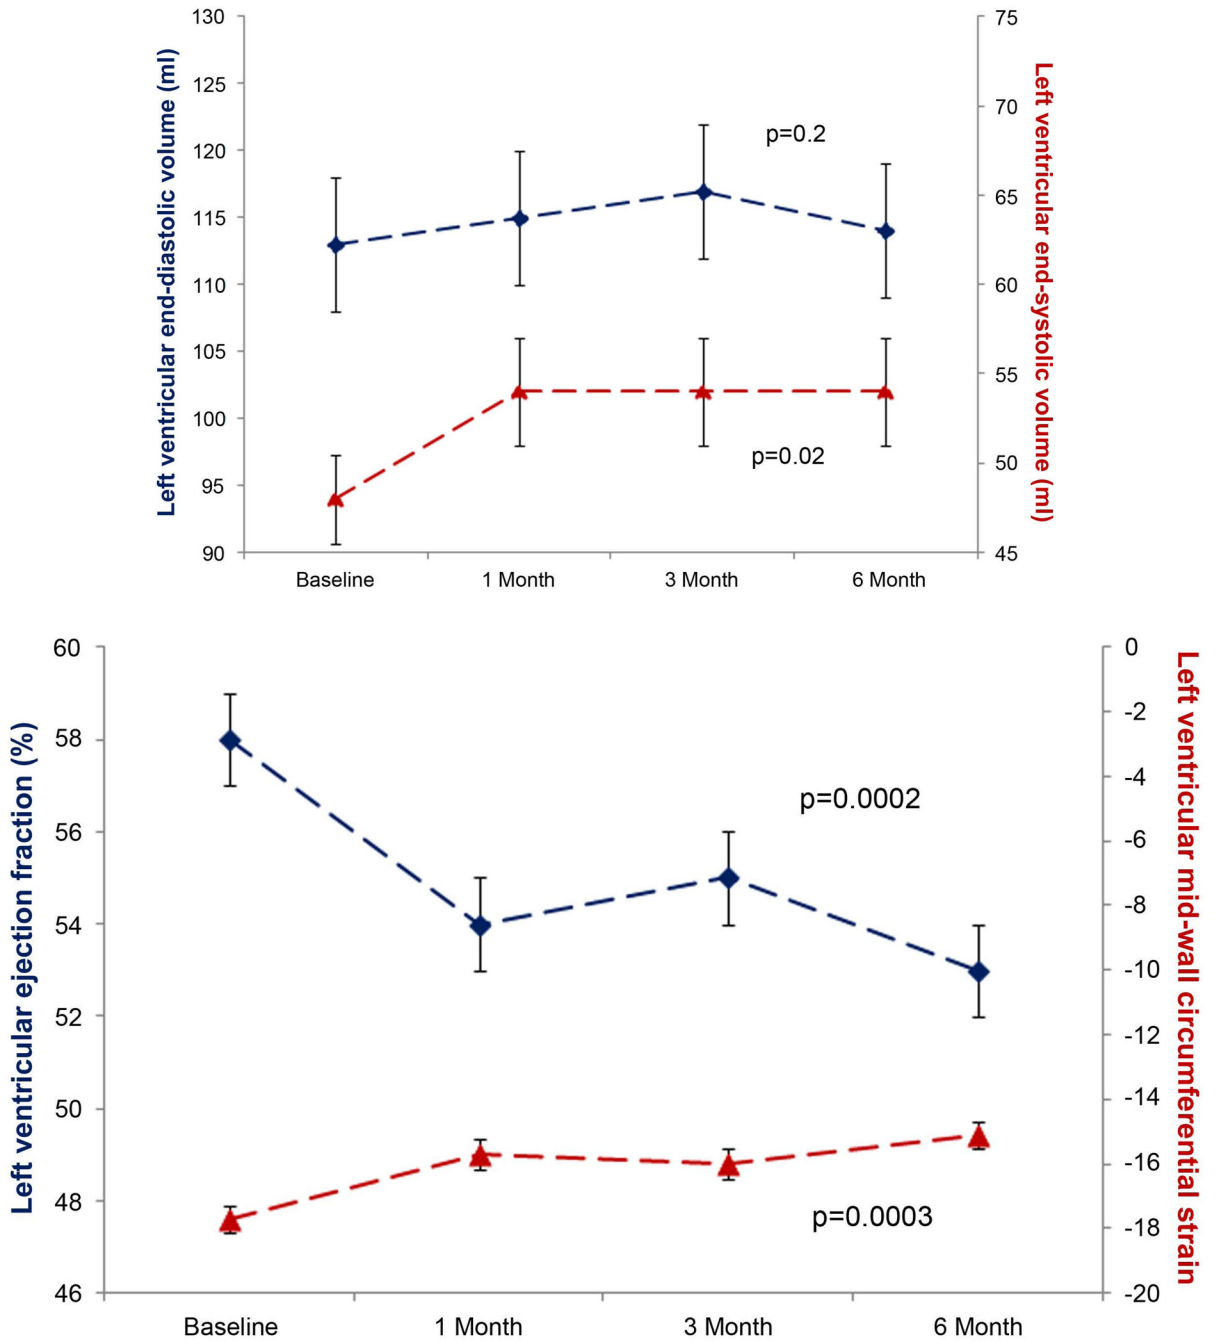 Left ventricular end-diastolic volume (ml)
130
125
120
115
110
105
100
95
90
75
70
65
60
55
50
45
Left ventricular end-systolic volume (ml)
p=0.2
p=0.02
Baseline
1 Month
3 Month
6 Month
Left ventricular ejection fraction (%)
60
58
56
54
52
50
48
46
0
-2
-4
-6
-8
-10
-12
-14
-16
-18
-20
Left ventricular mid-wall circumferential strain
p=0.0002
p=0.0003
Baseline
1 Month
3 Month
6 Month